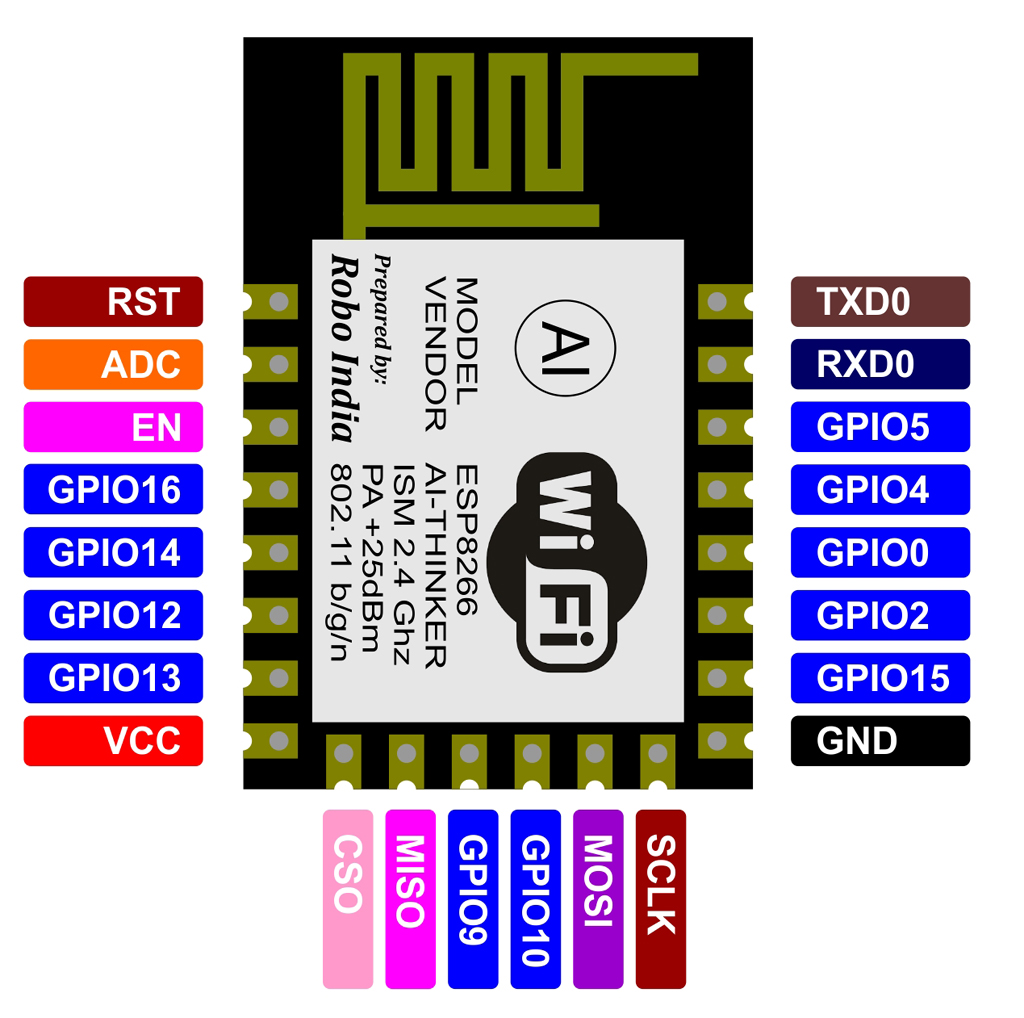 RST
ADC
EN
GPIO16
GPIO14
GPIO12
GPIO13
VCC
AI
WiFi
MODEL ESP8266
VENDOR AI-THINKER
ISM 2.4 Ghz
PA +25dBm
802.11 b/g/n
Prepared by:
Robo India
TXD0
RXD0
GPIO5
GPIO4
GPIO0
GPIO2
GPIO15
GND
CSO
MISO
GPIO9
GPIO10
MOSI
SCLK